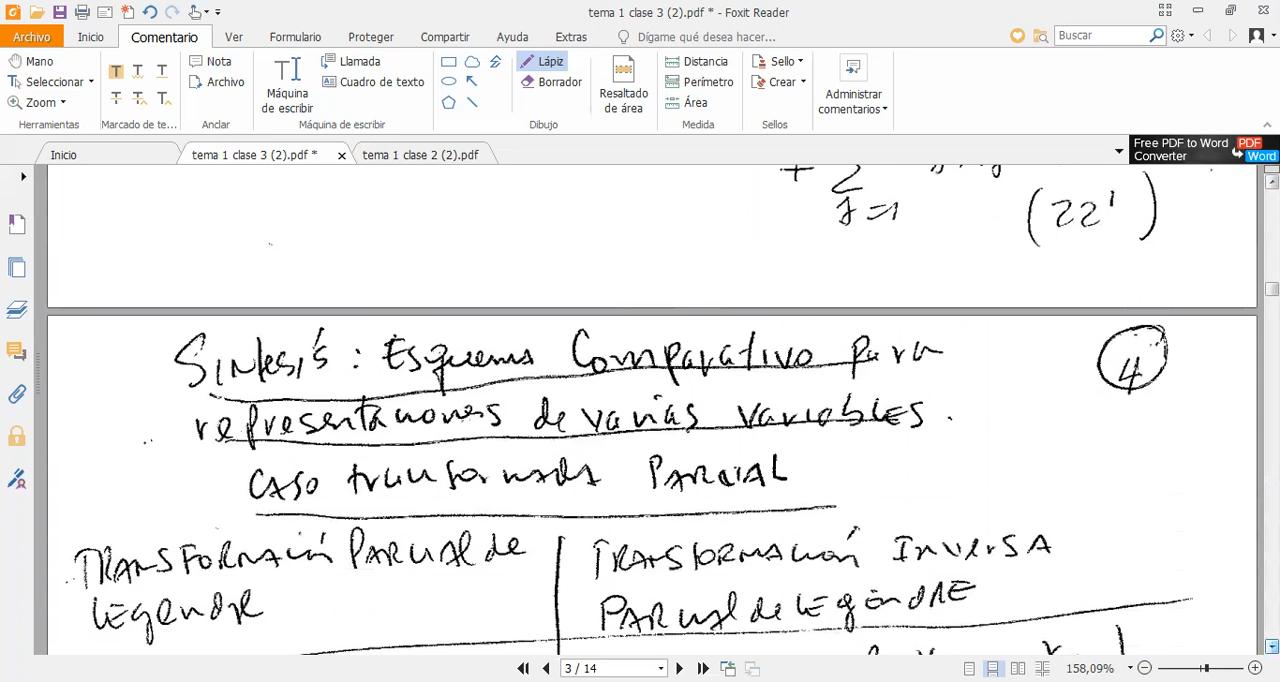 tema 1 clase 3 (2).pdf * - Foxit Reader
Archivo Inicio Comentario Ver Formulario Proteger Compartir Ayuda Extras Dígame qué desea hacer... Buscar
Mano
Seleccionar
Zoom
Herramientas
T T T
T T T
Marcado de te...
Nota
Archivo
Anclar
Máquina de escribir
Llamada
Cuadro de texto
Máquina de escribir
Lápiz
Borrador
Dibujo
Resaltado de área
Distancia
Perímetro
Área
Medida
Sello
Crear
Sellos
Administrar comentarios
Inicio
tema 1 clase 3 (2).pdf *
tema 1 clase 2 (2).pdf
Free PDF to Word
Converter
PDF
Word
+ Σ
J=1
(22')
Síntesis: Esquema Comparativo para
representaciones de varias variables.
4
Caso transformada PARCIAL
TRANSFORMACIÓN PARCIAL de
LEGENDRE
TRANSFORMACIÓN INVERSA
PARCIAL de LEGENDRE
3 / 14
158,09%